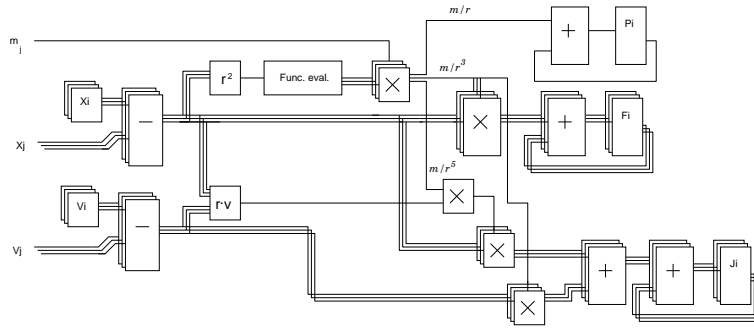 m/r
+
Pi
m j
m/r³
r²
Func. eval.
×
Xi
−
×
+
Fi
Xj
m/r⁵
Vi
r·v
×
−
×
Vj
+
+
Ji
×